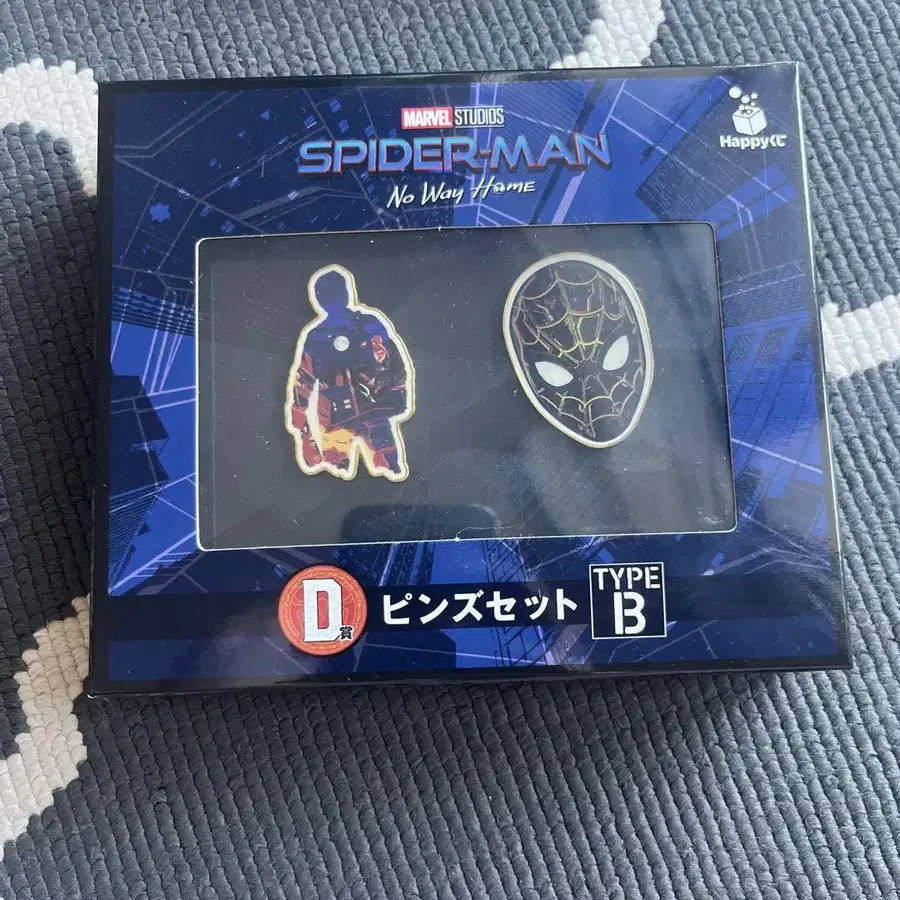 MARVEL STUDIOS
SPIDER-MAN
No Way Home
Happyくじ
D賞
ピンズセット
TYPE
B